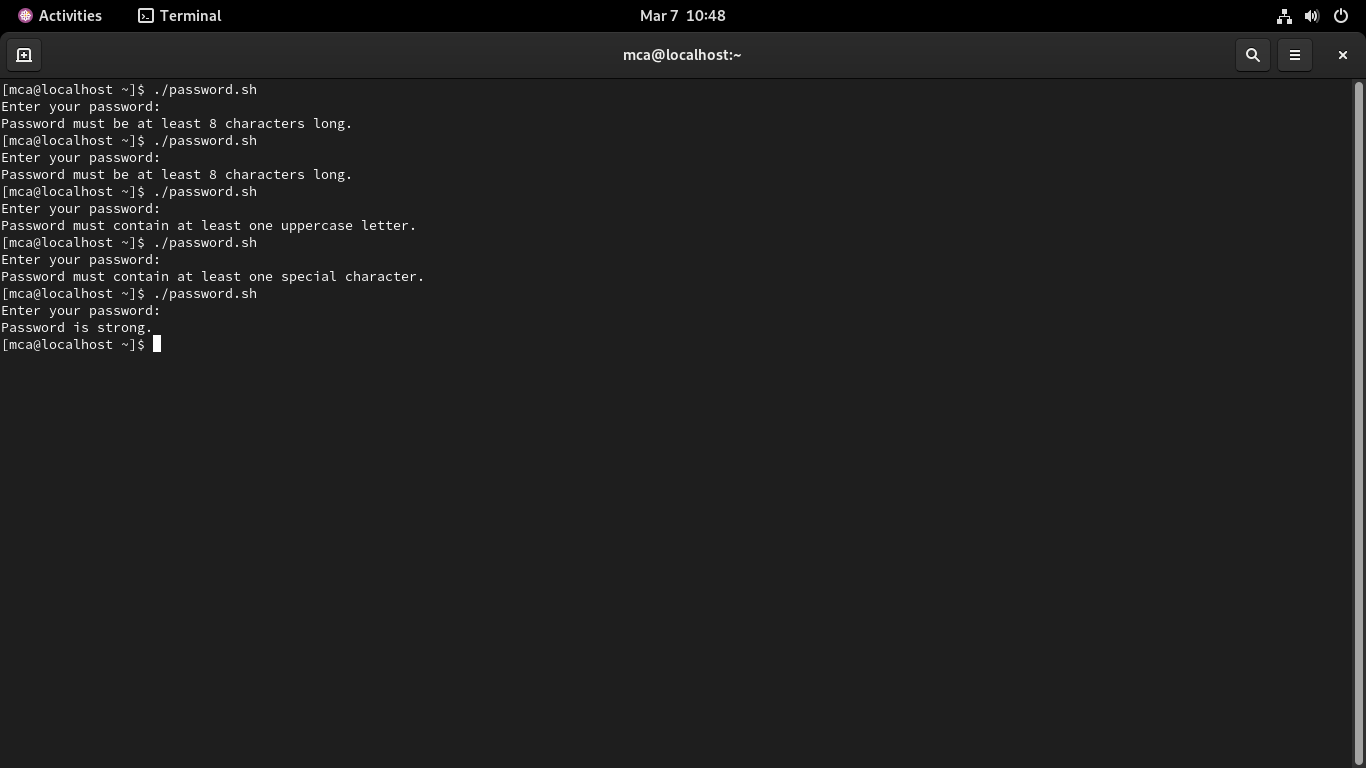 Activities
Terminal
Mar 7 10:48
mca@localhost:~
[mca@localhost ~]$ ./password.sh
Enter your password:
Password must be at least 8 characters long.
[mca@localhost ~]$ ./password.sh
Enter your password:
Password must be at least 8 characters long.
[mca@localhost ~]$ ./password.sh
Enter your password:
Password must contain at least one uppercase letter.
[mca@localhost ~]$ ./password.sh
Enter your password:
Password must contain at least one special character.
[mca@localhost ~]$ ./password.sh
Enter your password:
Password is strong.
[mca@localhost ~]$